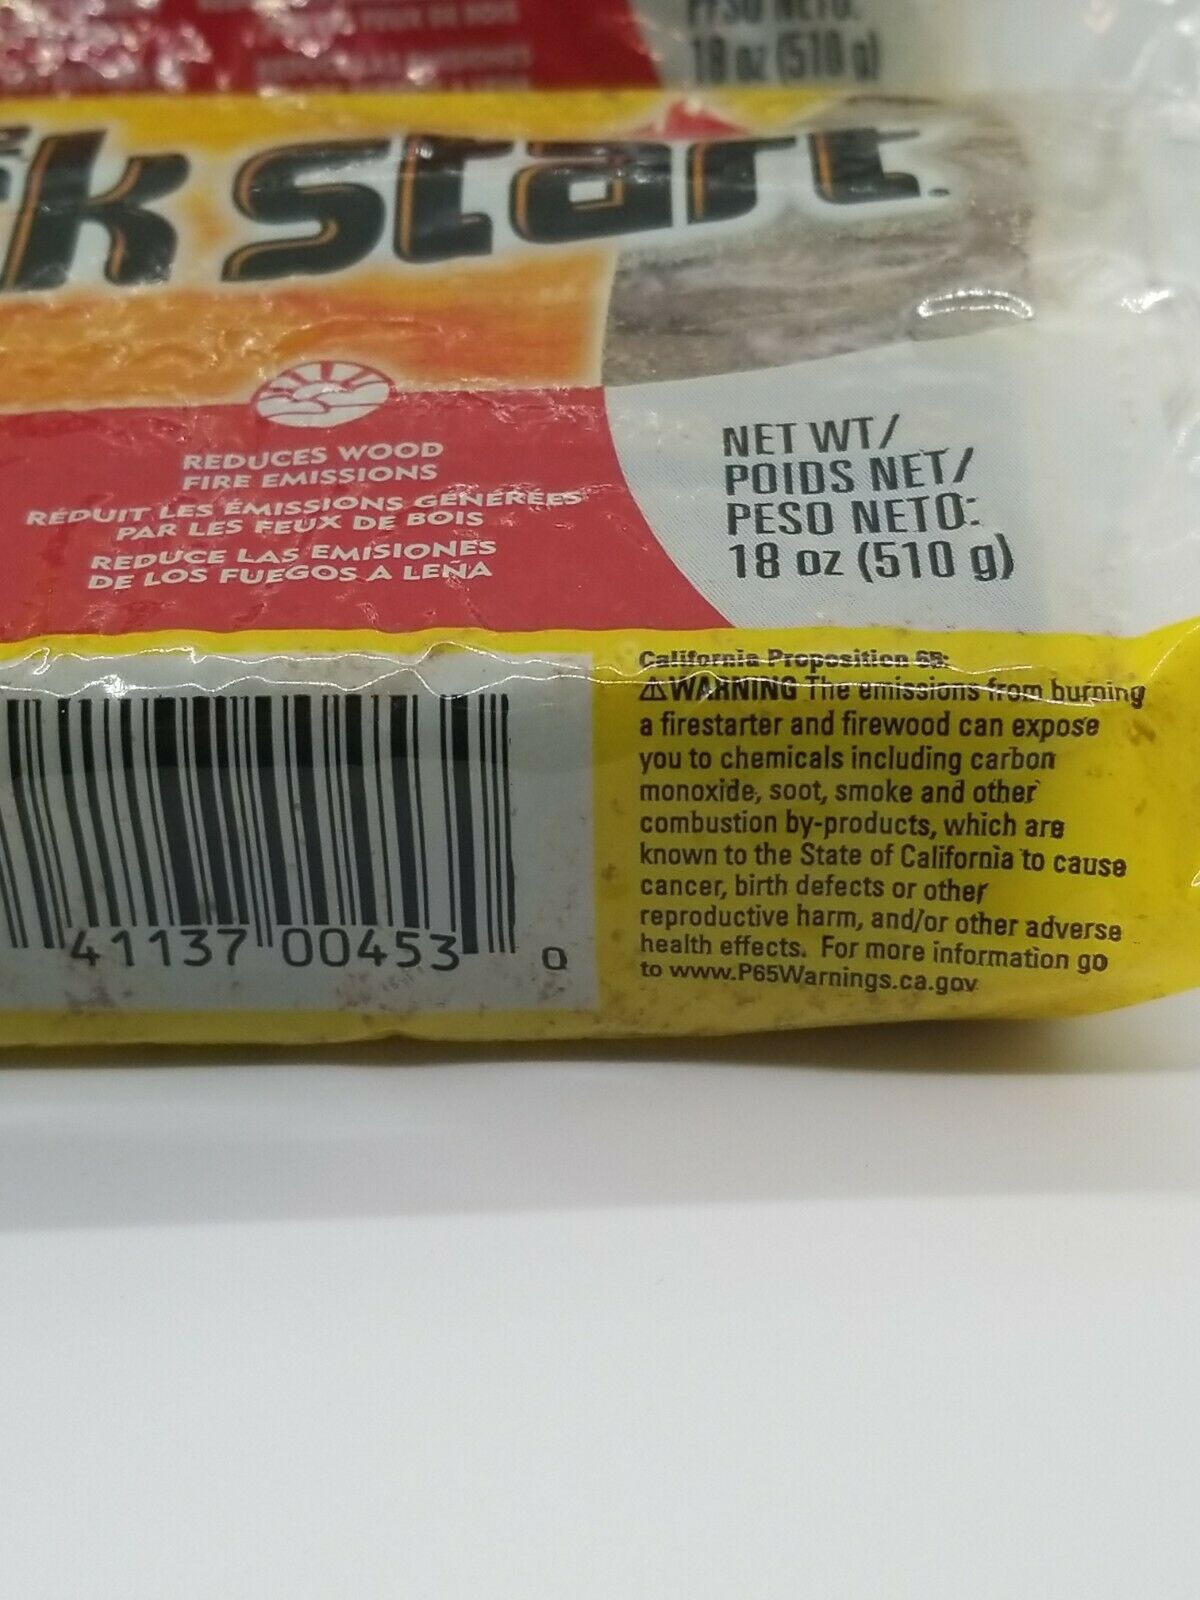 PESO NETO:
18 oz (510 g)
k start
REDUCES WOOD
FIRE EMISSIONS
RÉDUIT LES ÉMISSIONS GÉNÉRÉES
PAR LES FEUX DE BOIS
REDUCE LAS EMISIONES
DE LOS FUEGOS A LEÑA
NET WT/
POIDS NET/
PESO NETO:
18 oz (510 g)
41137 00453 0
California Proposition 65:
⚠WARNING The emissions from burning
a firestarter and firewood can expose
you to chemicals including carbon
monoxide, soot, smoke and other
combustion by-products, which are
known to the State of California to cause
cancer, birth defects or other
reproductive harm, and/or other adverse
health effects. For more information go
to www.P65Warnings.ca.gov